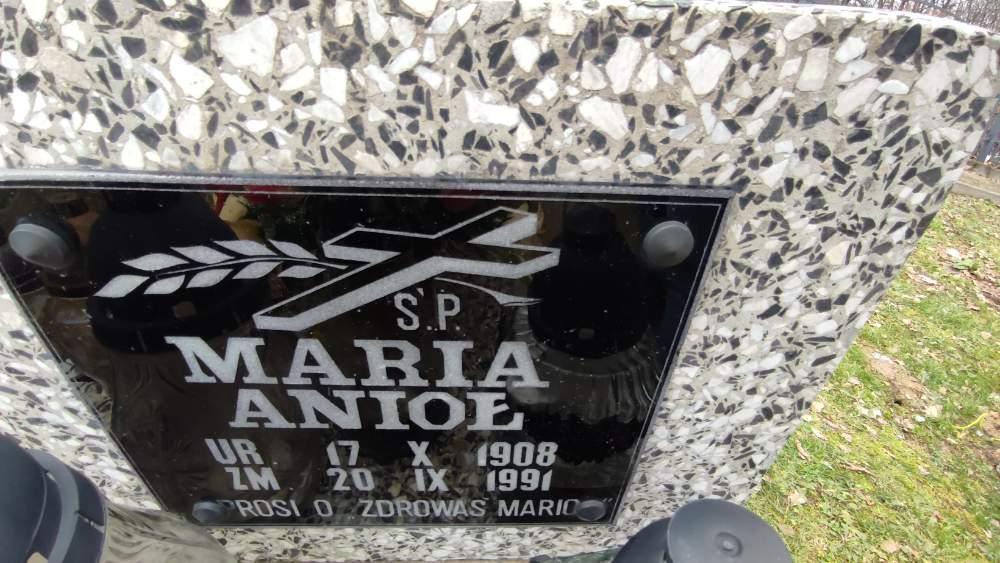 Ś.P.
MARIA
ANIOŁ
UR 17 X 1908
ZM 20 IX 1991
PROSI O „ZDROWAŚ MARIO"